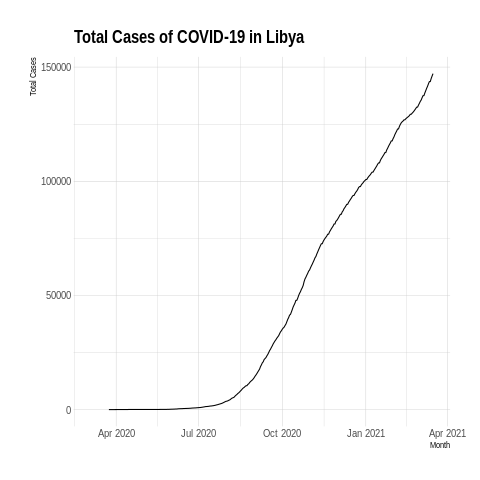 Total Cases of COVID-19 in Libya
Total Cases
150000
100000
50000
0
Apr 2020 Jul 2020 Oct 2020 Jan 2021 Apr 2021
Month